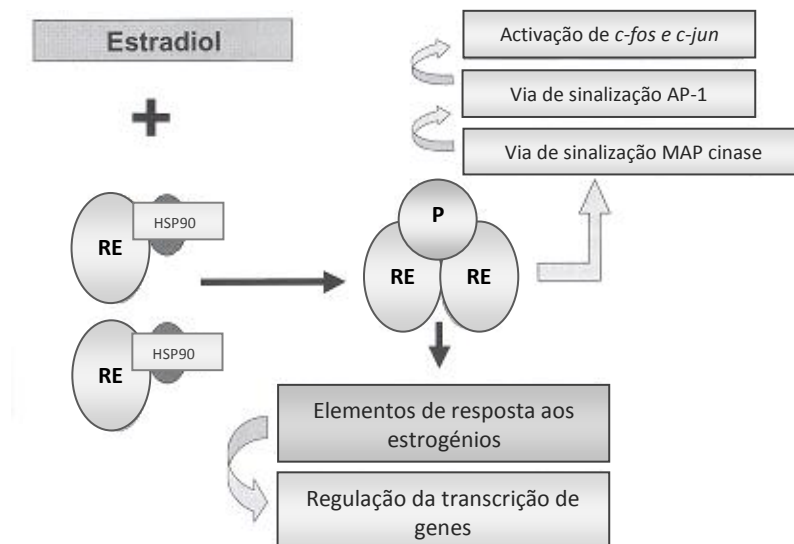 Estradiol
+
Activação de c-fos e c-jun
Via de sinalização AP-1
Via de sinalização MAP cinase
HSP90
RE
HSP90
RE
P
RE RE
Elementos de resposta aos
estrogénios
Regulação da transcrição de
genes